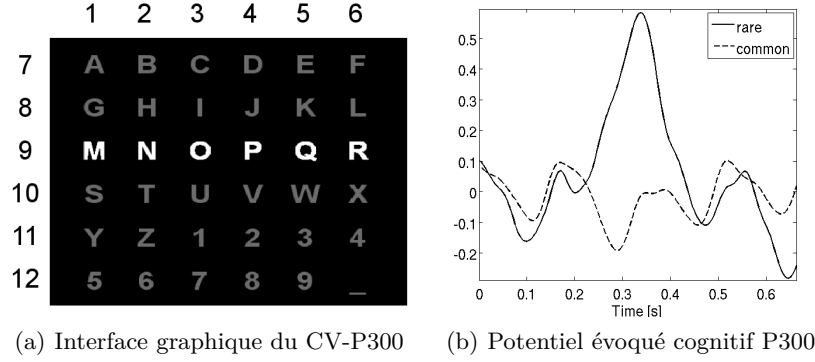 1 2 3 4 5 6
7 A B C D E F
8 G H I J K L
9 M N O P Q R
10 S T U V W X
11 Y Z 1 2 3 4
12 5 6 7 8 9 _
(a) Interface graphique du CV-P300
rare
common
0.5
0.4
0.3
0.2
0.1
0
-0.1
-0.2
0 0.1 0.2 0.3 0.4 0.5 0.6
Time [s]
(b) Potentiel évoqué cognitif P300